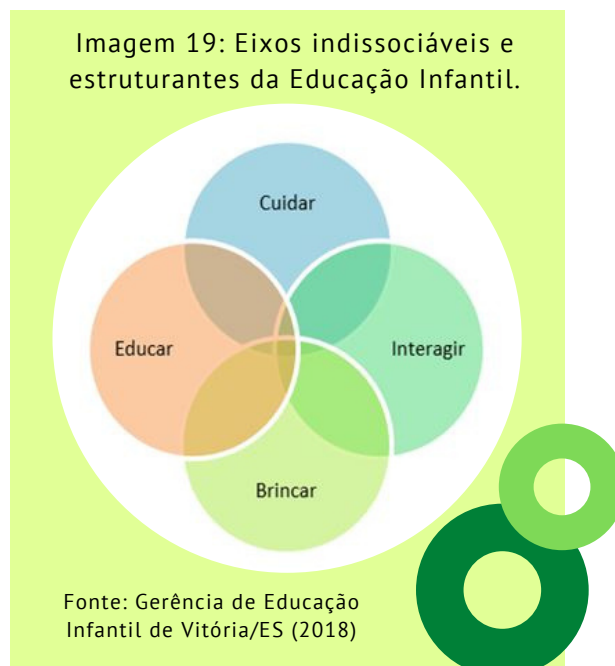 Imagem 19: Eixos indissociáveis e
estruturantes da Educação Infantil.
Cuidar
Educar
Interagir
Brincar
Fonte: Gerência de Educação
Infantil de Vitória/ES (2018)